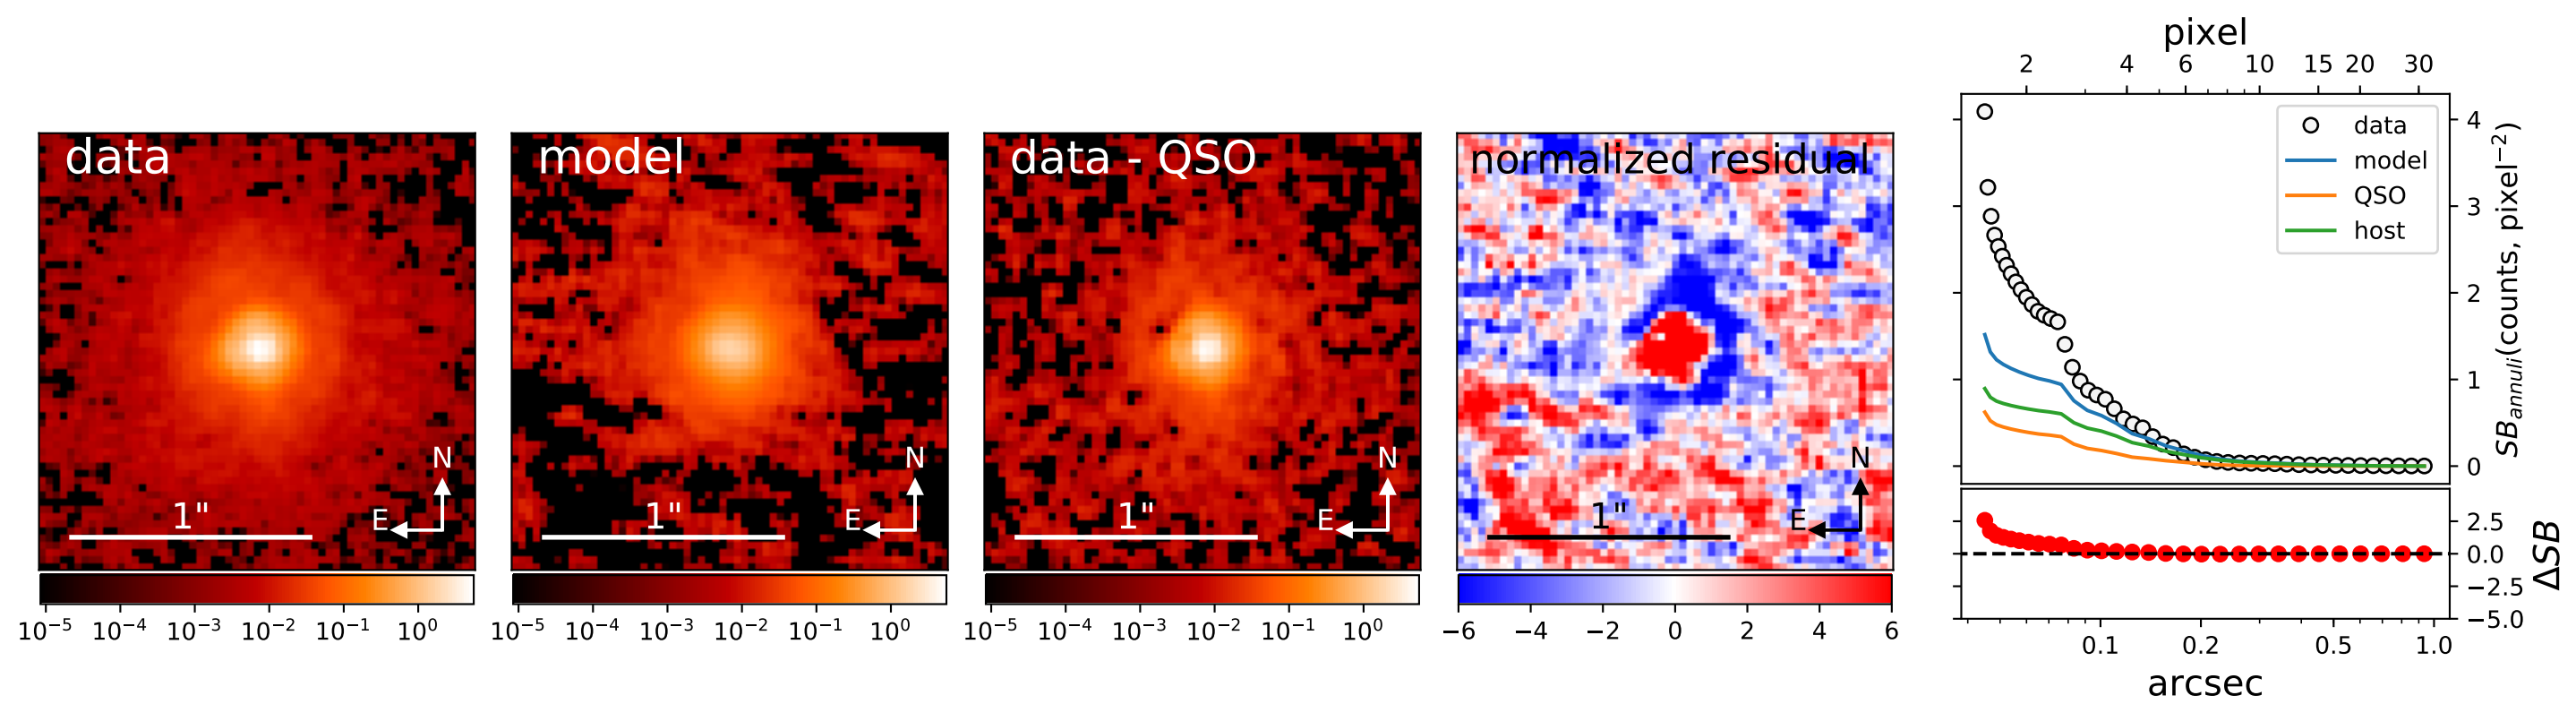 data
N
E
1"
10⁻⁵ 10⁻⁴ 10⁻³ 10⁻² 10⁻¹ 10⁰
model
N
E
1"
10⁻⁵ 10⁻⁴ 10⁻³ 10⁻² 10⁻¹ 10⁰
data - QSO
N
E
1"
10⁻⁵ 10⁻⁴ 10⁻³ 10⁻² 10⁻¹ 10⁰
normalized residual
N
E
1"
−6 −4 −2 0 2 4 6
pixel
2 4 6 10 15 20 30
data
model
QSO
host
4
3
2
1
0
SB_annuli(counts, pixel⁻²)
2.5
0.0
−2.5
−5.0
ΔSB
0.1 0.2 0.5 1.0
arcsec